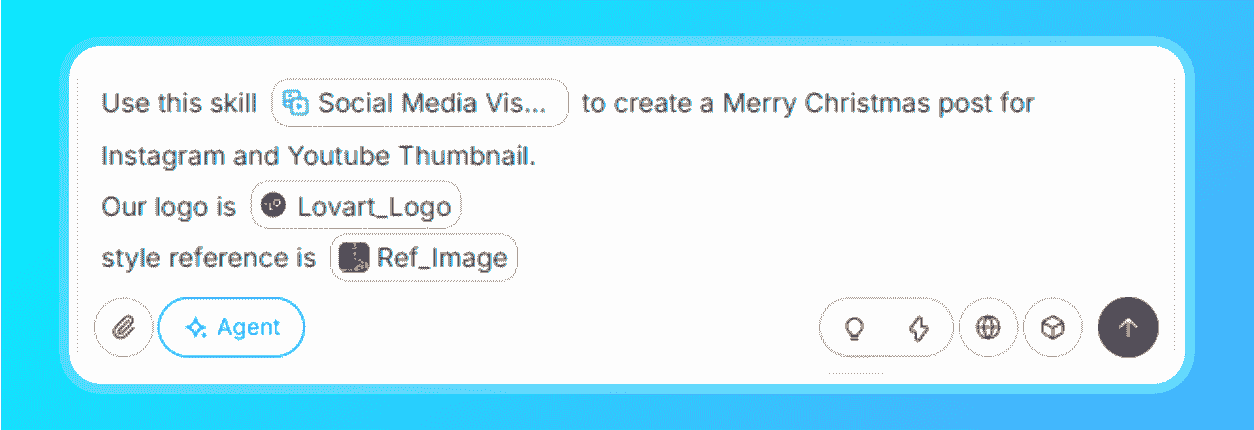 Use this skill Social Media Vis... to create a Merry Christmas post for
Instagram and Youtube Thumbnail.
Our logo is Lovart_Logo
style reference is Ref_Image
Agent